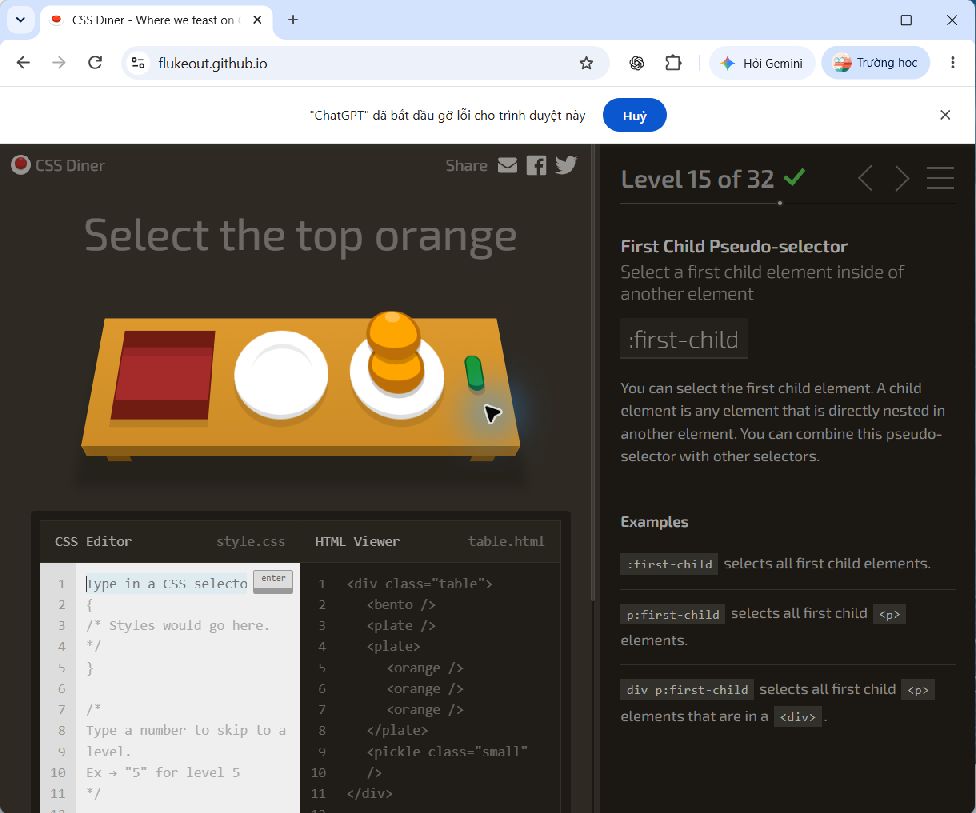 CSS Diner - Where we feast on
flukeout.github.io
Hỏi Gemini
Trường học
"ChatGPT" đã bắt đầu gỡ lỗi cho trình duyệt này
Huỷ
CSS Diner
Share
Select the top orange
CSS Editor
style.css
HTML Viewer
table.html
1 Type in a CSS selecto
enter
2 {
3 /* Styles would go here.
4 */
5 }
6
7 /*
8 Type a number to skip to a
9 level.
10 Ex → "5" for level 5
11 */
1 <div class="table">
2 <bento />
3 <plate />
4 <plate>
5 <orange />
6 <orange />
7 <orange />
8 </plate>
9 <pickle class="small"
10 />
11 </div>
Level 15 of 32
First Child Pseudo-selector
Select a first child element inside of
another element
:first-child
You can select the first child element. A child
element is any element that is directly nested in
another element. You can combine this pseudo-
selector with other selectors.
Examples
:first-child selects all first child elements.
p:first-child selects all first child <p>
elements.
div p:first-child selects all first child <p>
elements that are in a <div> .